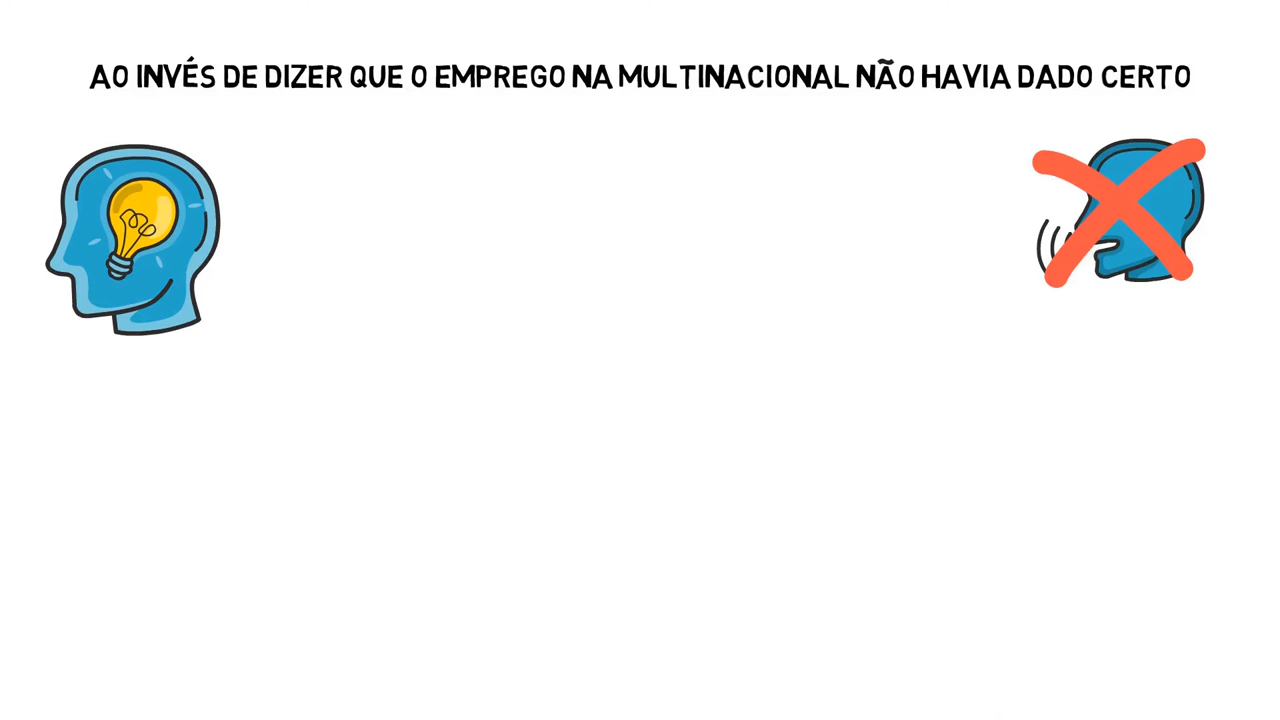 AO INVÉS DE DIZER QUE O EMPREGO NA MULTINACIONAL NÃO HAVIA DADO CERTO